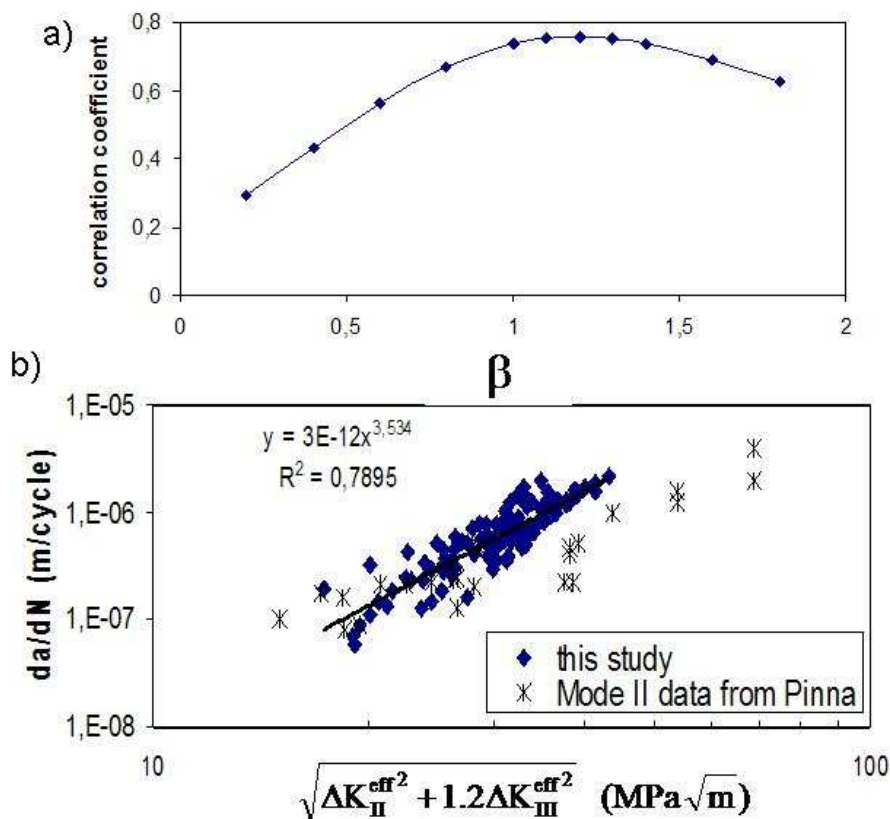 a)
correlation coefficient
0,8
0,6
0,4
0,2
0
0 0,5 1 1,5 2
β
b)
da/dN (m/cycle)
1,E-05
1,E-06
1,E-07
1,E-08
y = 3E-12x^3,534
R² = 0,7895
this study
Mode II data from Pinna
10 100
√(ΔK_II^eff² + 1.2ΔK_III^eff²) (MPa√m)